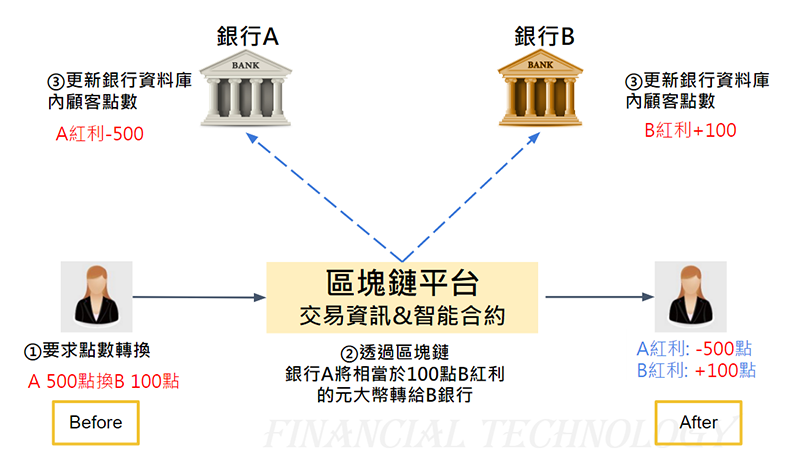 銀行A
銀行B
BANK
BANK
③更新銀行資料庫
內顧客點數
A紅利-500
③更新銀行資料庫
內顧客點數
B紅利+100
區塊鏈平台
交易資訊&智能合約
①要求點數轉換
A 500點換B 100點
Before
②透過區塊鏈
銀行A將相當於100點B紅利
的元大幣轉給B銀行
A紅利: -500點
B紅利: +100點
After
FINANCIAL TECHNOLOGY